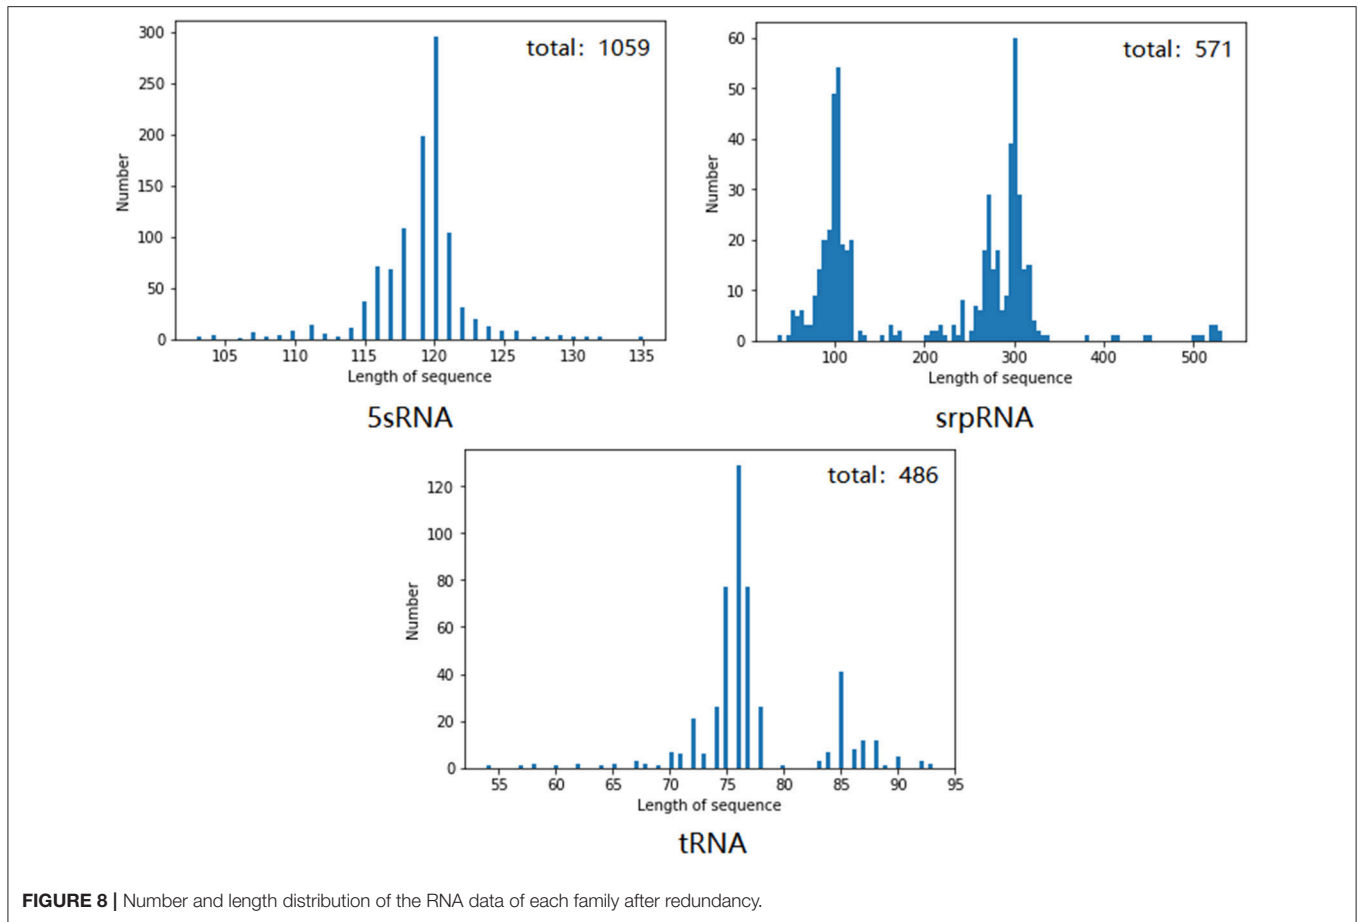 total: 1059
300
250
200
150
100
50
0
Number
105 110 115 120 125 130 135
Length of sequence
5sRNA
total: 571
60
50
40
30
20
10
0
Number
100 200 300 400 500
Length of sequence
srpRNA
total: 486
120
100
80
60
40
20
0
Number
55 60 65 70 75 80 85 90 95
Length of sequence
tRNA
FIGURE 8 | Number and length distribution of the RNA data of each family after redundancy.